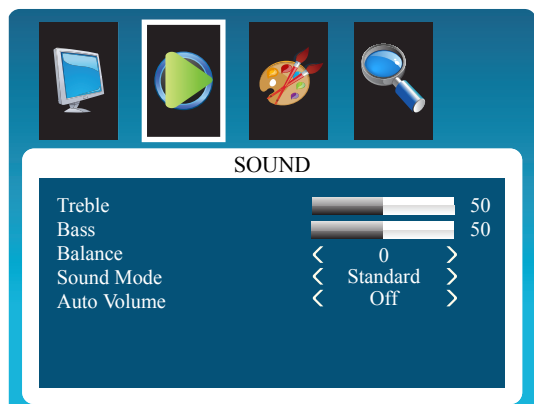 SOUND
Treble 50
Bass 50
Balance 0
Sound Mode Standard
Auto Volume Off